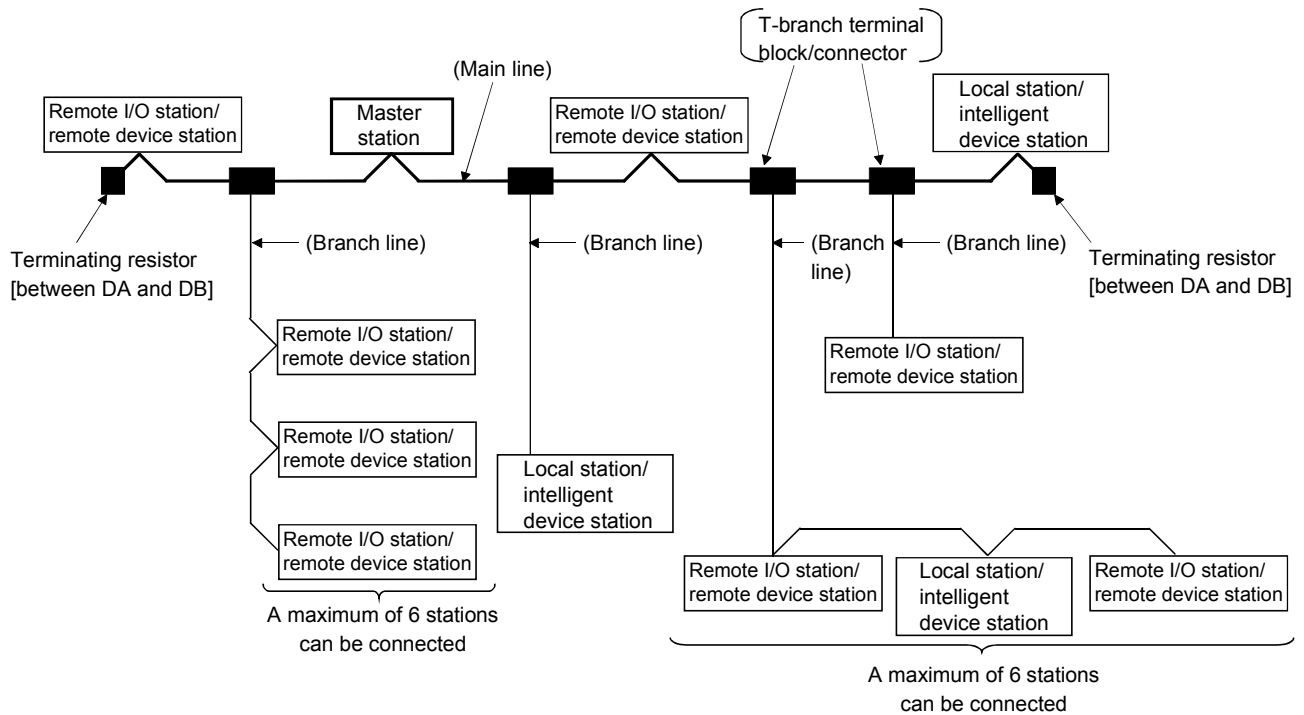 T-branch terminal
block/connector
(Main line)
Remote I/O station/
remote device station
Master
station
Remote I/O station/
remote device station
Local station/
intelligent
device station
(Branch line)
(Branch line)
(Branch
line)
(Branch line)
Terminating resistor
[between DA and DB]
Terminating resistor
[between DA and DB]
Remote I/O station/
remote device station
Remote I/O station/
remote device station
Remote I/O station/
remote device station
Remote I/O station/
remote device station
Local station/
intelligent
device station
Remote I/O station/
remote device station
Local station/
intelligent
device station
Remote I/O station/
remote device station
A maximum of 6 stations
can be connected
A maximum of 6 stations
can be connected